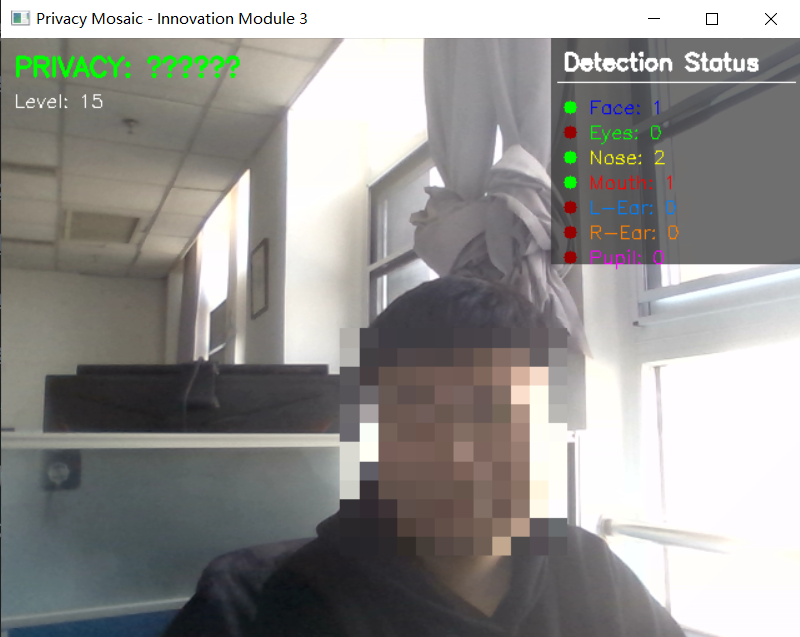 Privacy Mosaic - Innovation Module 3
PRIVACY: ??????
Level: 15
Detection Status
Face: 1
Eyes: 0
Nose: 2
Mouth: 1
L-Ear: 0
R-Ear: 0
Pupil: 0